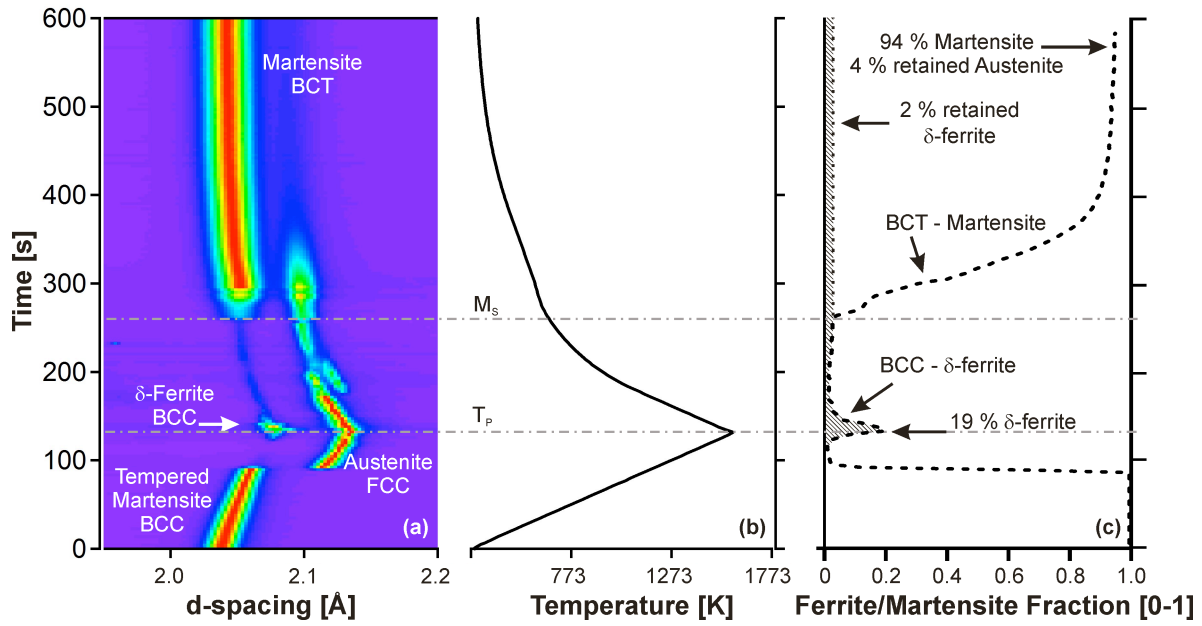 600
500
400
300
200
100
0
Time [s]
Martensite
BCT
δ-Ferrite
BCC
Austenite
FCC
Tempered
Martensite
BCC
(a)
2.0
2.1
2.2
d-spacing [Å]
Ms
TP
(b)
773
1273
1773
Temperature [K]
94 % Martensite
4 % retained Austenite
2 % retained
δ-ferrite
BCT - Martensite
BCC - δ-ferrite
19 % δ-ferrite
(c)
0
0.2
0.4
0.6
0.8
1.0
Ferrite/Martensite Fraction [0-1]